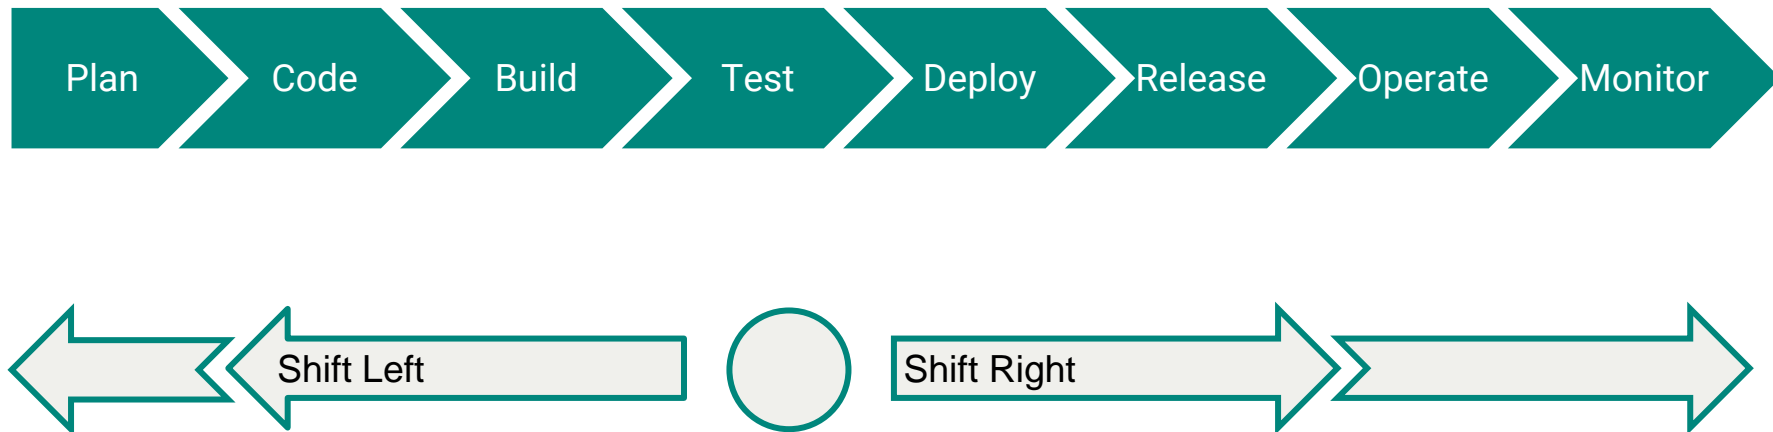 Plan Code Build Test Deploy Release Operate Monitor
Shift Left Shift Right